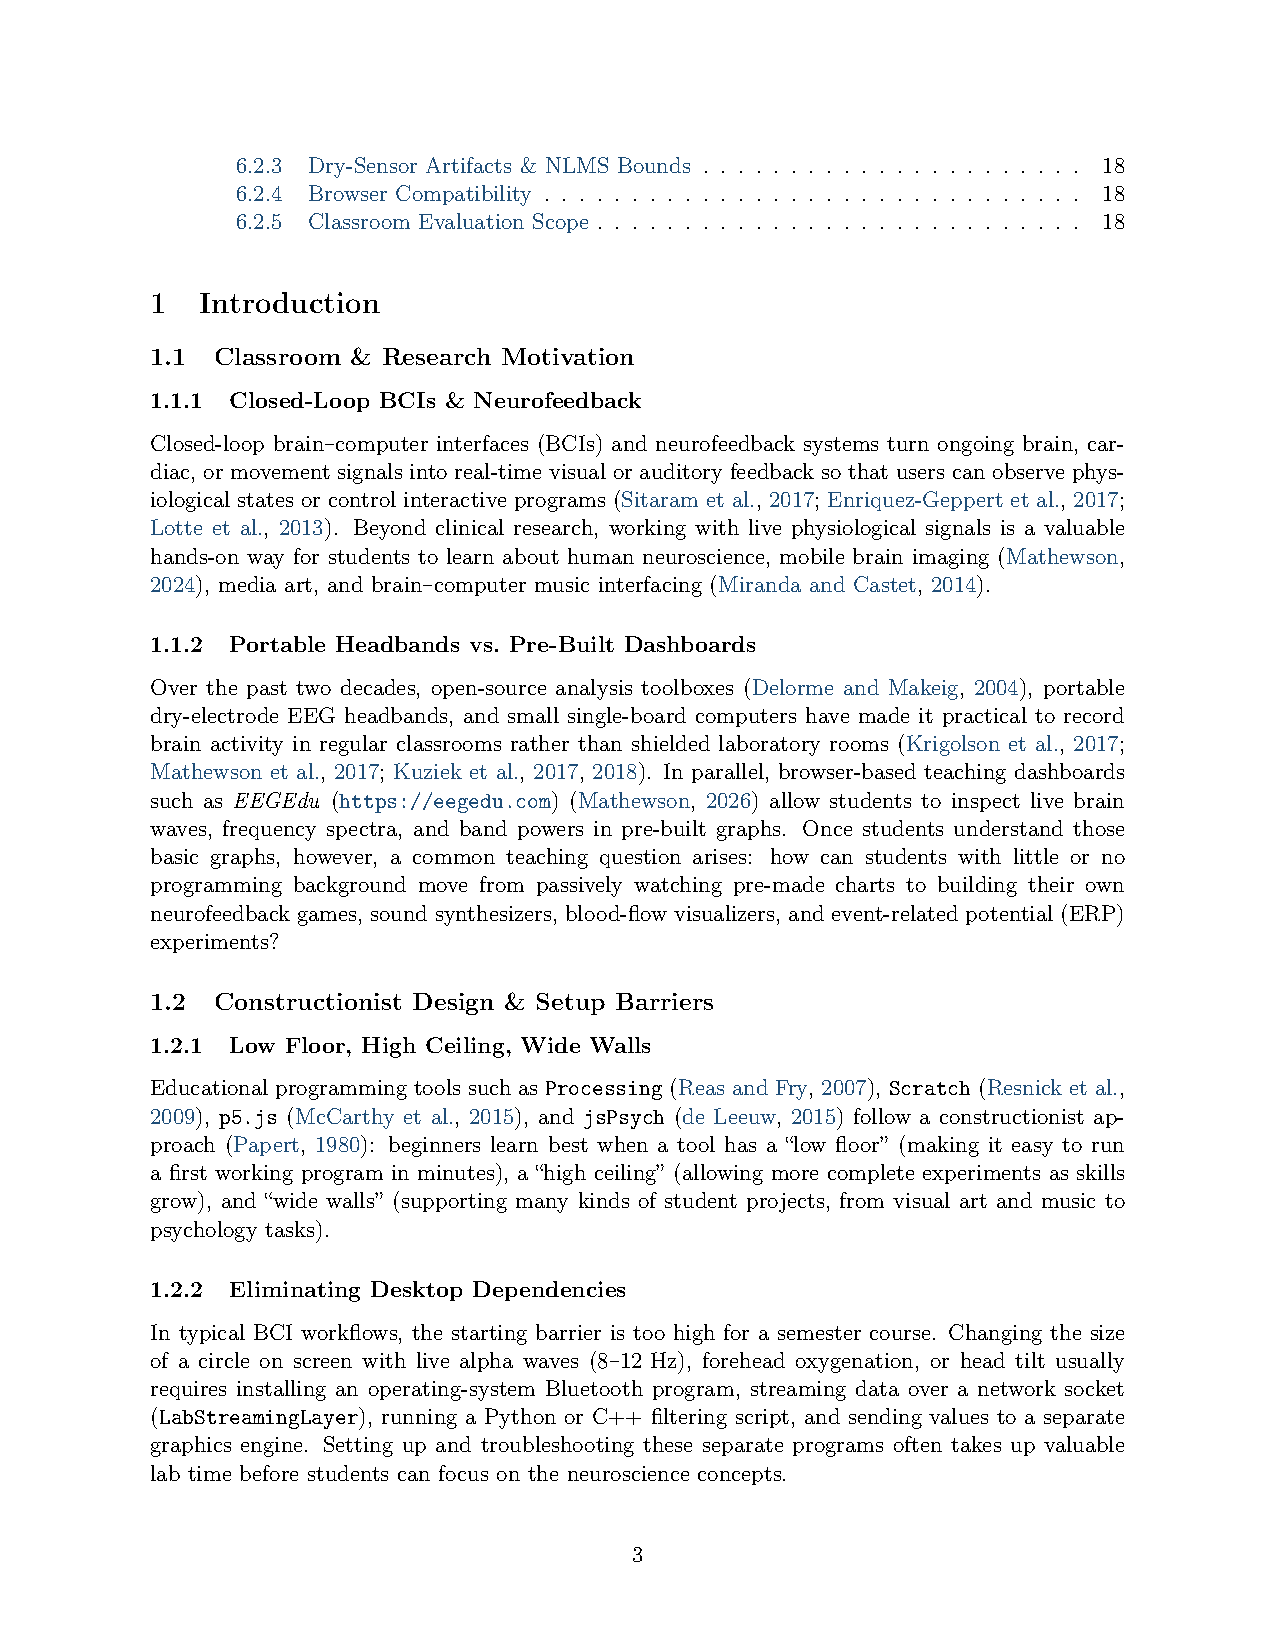 6.2.3 Dry-Sensor Artifacts & NLMS Bounds . . . . . . . . . . . . . . . . . . . . . . 18
6.2.4 Browser Compatibility . . . . . . . . . . . . . . . . . . . . . . . . . . . . . . . 18
6.2.5 Classroom Evaluation Scope . . . . . . . . . . . . . . . . . . . . . . . . . . . . 18
1 Introduction
1.1 Classroom & Research Motivation
1.1.1 Closed-Loop BCIs & Neurofeedback
Closed-loop brain–computer interfaces (BCIs) and neurofeedback systems turn ongoing brain, car-
diac, or movement signals into real-time visual or auditory feedback so that users can observe phys-
iological states or control interactive programs (Sitaram et al., 2017; Enriquez-Geppert et al., 2017;
Lotte et al., 2013). Beyond clinical research, working with live physiological signals is a valuable
hands-on way for students to learn about human neuroscience, mobile brain imaging (Mathewson,
2024), media art, and brain–computer music interfacing (Miranda and Castet, 2014).
1.1.2 Portable Headbands vs. Pre-Built Dashboards
Over the past two decades, open-source analysis toolboxes (Delorme and Makeig, 2004), portable
dry-electrode EEG headbands, and small single-board computers have made it practical to record
brain activity in regular classrooms rather than shielded laboratory rooms (Krigolson et al., 2017;
Mathewson et al., 2017; Kuziek et al., 2017, 2018). In parallel, browser-based teaching dashboards
such as EEGEdu (https://eegedu.com) (Mathewson, 2026) allow students to inspect live brain
waves, frequency spectra, and band powers in pre-built graphs. Once students understand those
basic graphs, however, a common teaching question arises: how can students with little or no
programming background move from passively watching pre-made charts to building their own
neurofeedback games, sound synthesizers, blood-flow visualizers, and event-related potential (ERP)
experiments?
1.2 Constructionist Design & Setup Barriers
1.2.1 Low Floor, High Ceiling, Wide Walls
Educational programming tools such as Processing (Reas and Fry, 2007), Scratch (Resnick et al.,
2009), p5.js (McCarthy et al., 2015), and jsPsych (de Leeuw, 2015) follow a constructionist ap-
proach (Papert, 1980): beginners learn best when a tool has a “low floor” (making it easy to run
a first working program in minutes), a “high ceiling” (allowing more complete experiments as skills
grow), and “wide walls” (supporting many kinds of student projects, from visual art and music to
psychology tasks).
1.2.2 Eliminating Desktop Dependencies
In typical BCI workflows, the starting barrier is too high for a semester course. Changing the size
of a circle on screen with live alpha waves (8–12 Hz), forehead oxygenation, or head tilt usually
requires installing an operating-system Bluetooth program, streaming data over a network socket
(LabStreamingLayer), running a Python or C++ filtering script, and sending values to a separate
graphics engine. Setting up and troubleshooting these separate programs often takes up valuable
lab time before students can focus on the neuroscience concepts.
3